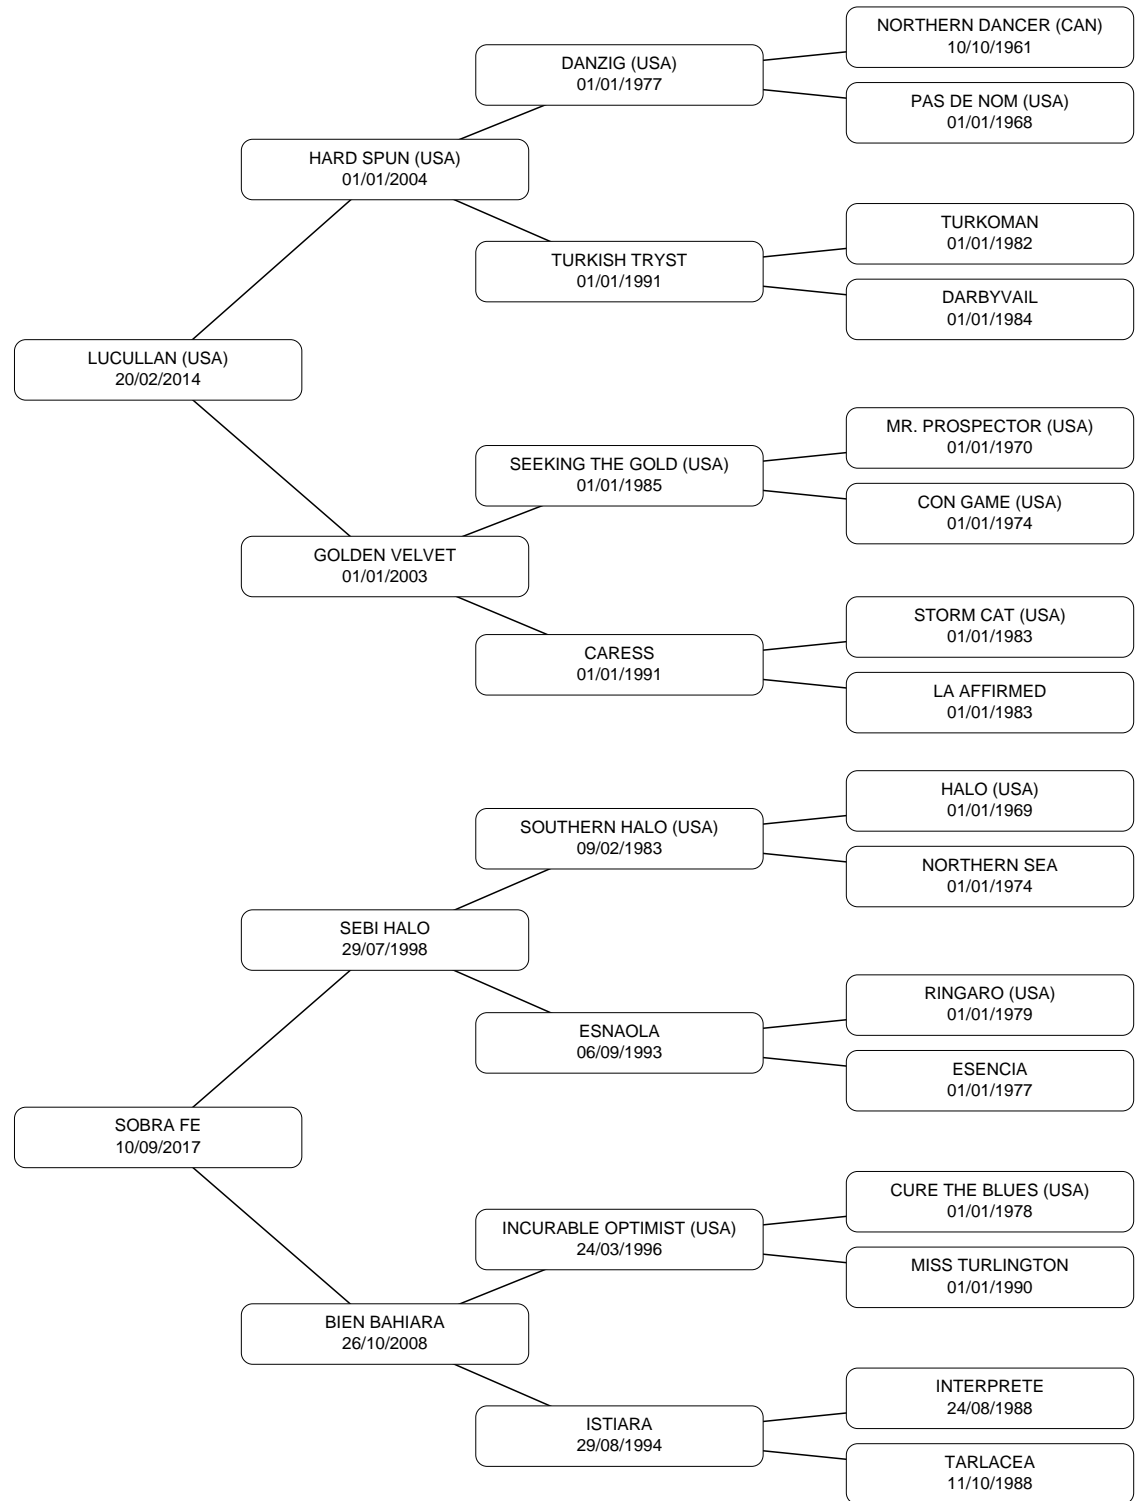 NORTHERN DANCER (CAN)
10/10/1961
DANZIG (USA)
01/01/1977
PAS DE NOM (USA)
01/01/1968
HARD SPUN (USA)
01/01/2004
TURKOMAN
01/01/1982
TURKISH TRYST
01/01/1991
DARBYVAIL
01/01/1984
LUCULLAN (USA)
20/02/2014
MR. PROSPECTOR (USA)
01/01/1970
SEEKING THE GOLD (USA)
01/01/1985
CON GAME (USA)
01/01/1974
GOLDEN VELVET
01/01/2003
STORM CAT (USA)
01/01/1983
CARESS
01/01/1991
LA AFFIRMED
01/01/1983
HALO (USA)
01/01/1969
SOUTHERN HALO (USA)
09/02/1983
NORTHERN SEA
01/01/1974
SEBI HALO
29/07/1998
RINGARO (USA)
01/01/1979
ESNAOLA
06/09/1993
ESENCIA
01/01/1977
SOBRA FE
10/09/2017
CURE THE BLUES (USA)
01/01/1978
INCURABLE OPTIMIST (USA)
24/03/1996
MISS TURLINGTON
01/01/1990
BIEN BAHIARA
26/10/2008
INTERPRETE
24/08/1988
ISTIARA
29/08/1994
TARLACEA
11/10/1988